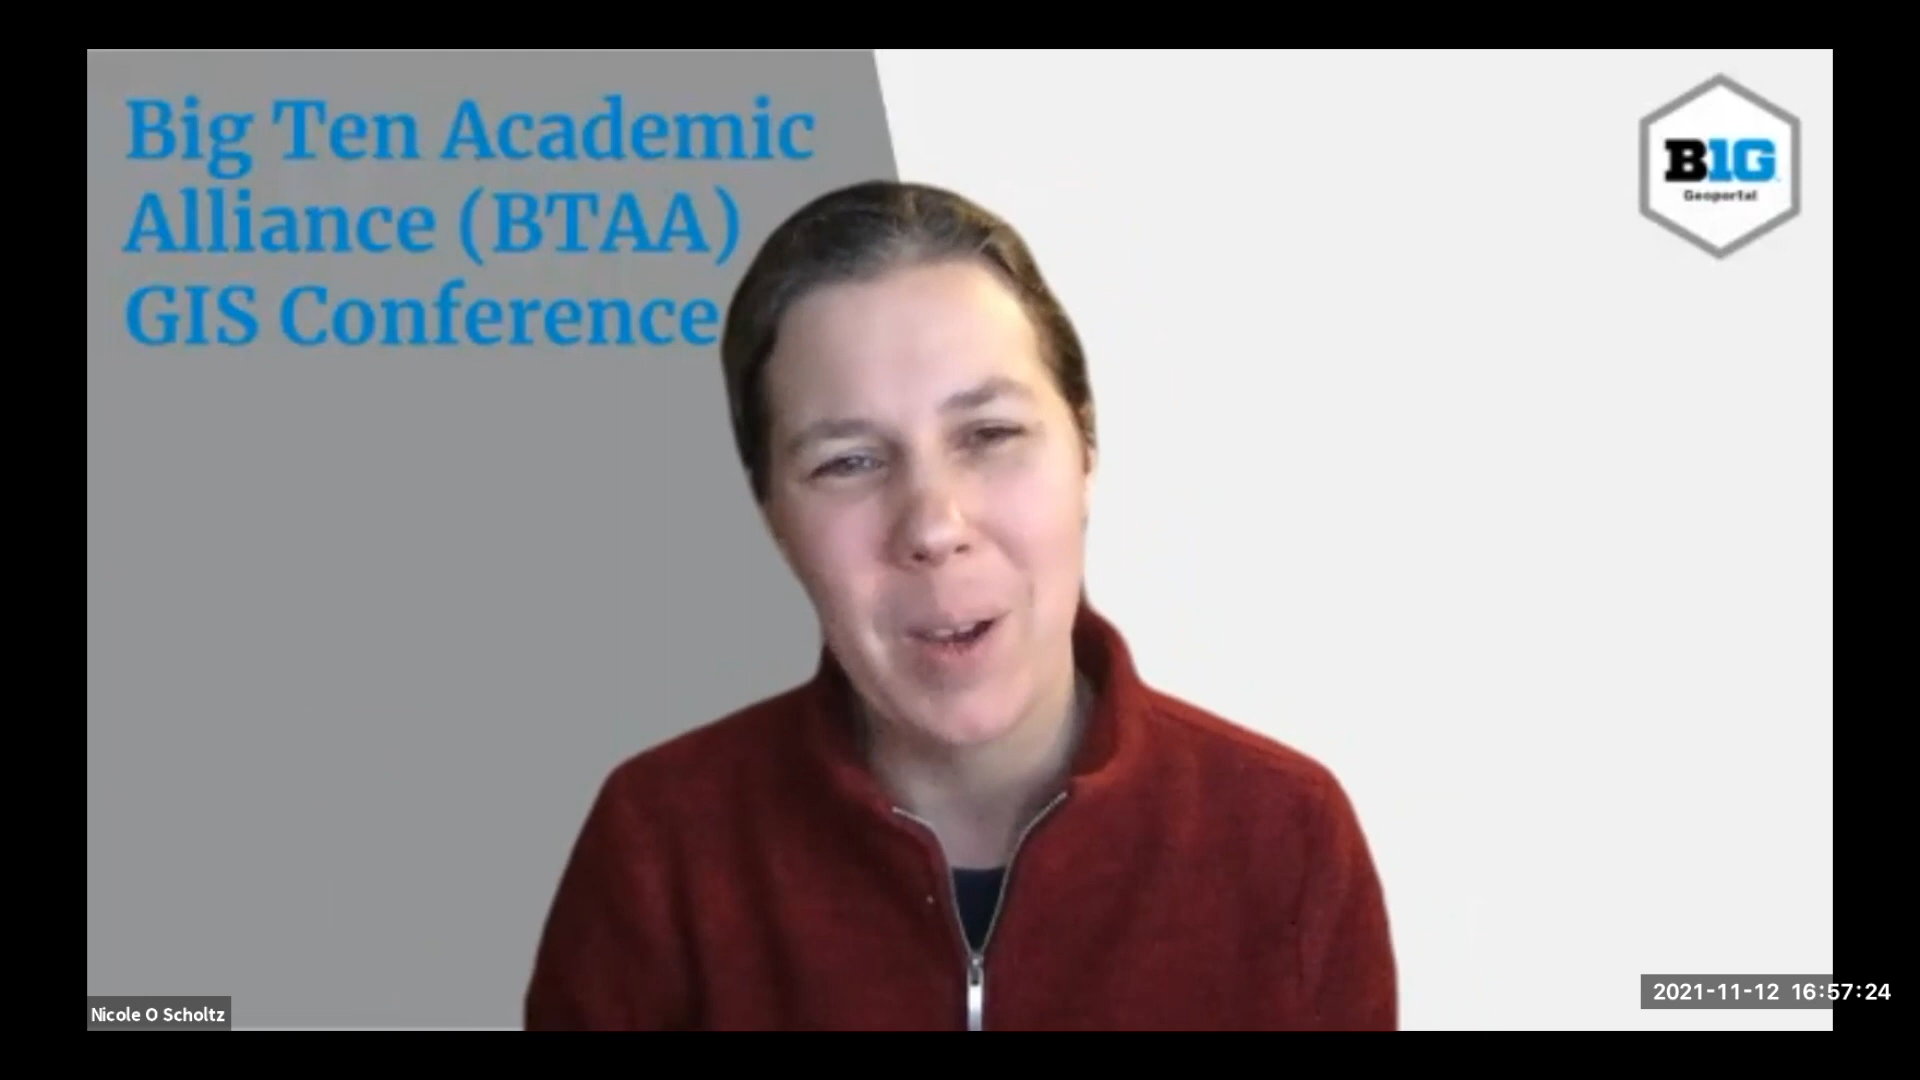 Big Ten Academic
Alliance (BTAA)
GIS Conference
B1G
Geoportal
2021-11-12 16:57:24
Nicole O Scholtz